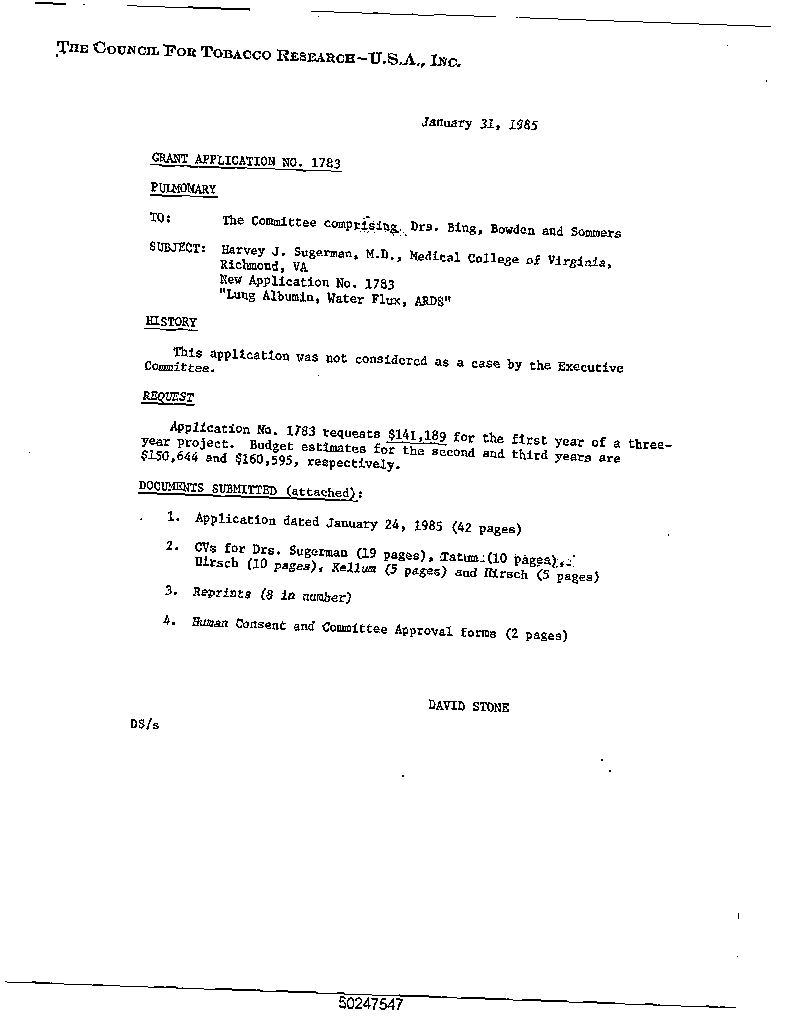 THE COUNCIL FOR TOBACCO RESEARCH-U.S.A., INC.
January 31, 1985
GRANT APPLICATION NO. 1783
PULMONARY
TO: The Committee comprising Drs. Bing, Bowden and Sommers
SUBJECT: Harvey J. Sugerman, M.D., Medical College of Virginia,
Richmond, VA
New Application No. 1783
"Lung Albumin, Water Flux, ARDS"
HISTORY
This application was not considered as a case by the Executive
Committee.
REQUEST
Application No. 1783 requests $141,189 for the first year of a three-
year project. Budget estimates for the second and third years are
$150,644 and $160,595, respectively.
DOCUMENTS SUBMITTED (attached):
1. Application dated January 24, 1985 (42 pages)
2. CVs for Drs. Sugerman (19 pages), Tatum (10 pages),
Hirsch (10 pages), Kellum (5 pages) and Hirsch (5 pages)
3. Reprints (8 in number)
4. Human Consent and Committee Approval forms (2 pages)
DAVID STONE
DS/s
50247547